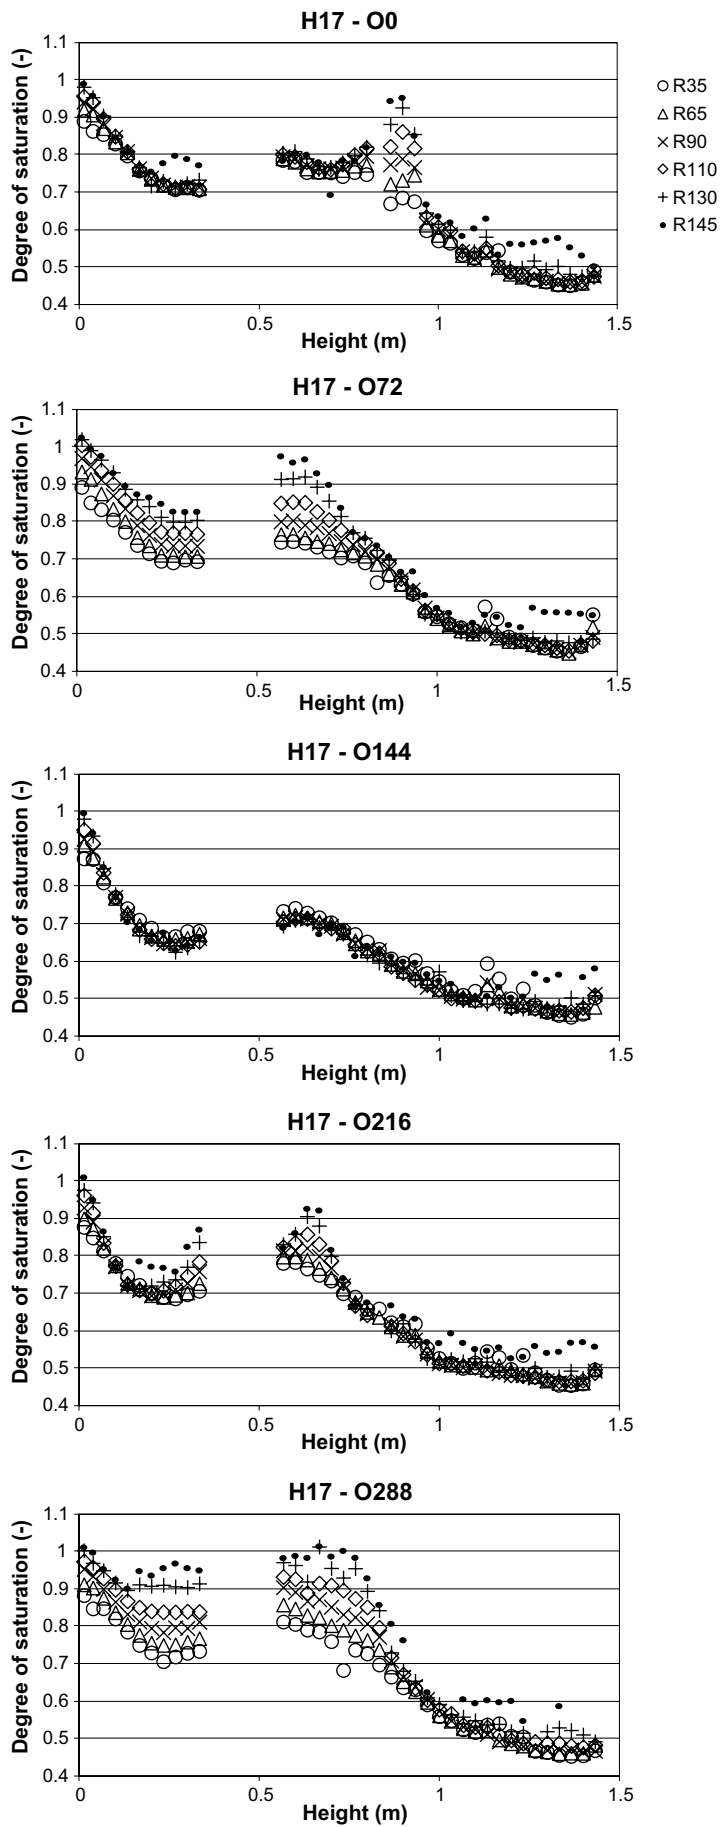 H17 - O0
Degree of saturation (-)
1.1
1
0.9
0.8
0.7
0.6
0.5
0.4
0
0.5
1
1.5
Height (m)
R35
R65
R90
R110
R130
R145
H17 - O72
Degree of saturation (-)
1.1
1
0.9
0.8
0.7
0.6
0.5
0.4
0
0.5
1
1.5
Height (m)
H17 - O144
Degree of saturation (-)
1.1
1
0.9
0.8
0.7
0.6
0.5
0.4
0
0.5
1
1.5
Height (m)
H17 - O216
Degree of saturation (-)
1.1
1
0.9
0.8
0.7
0.6
0.5
0.4
0
0.5
1
1.5
Height (m)
H17 - O288
Degree of saturation (-)
1.1
1
0.9
0.8
0.7
0.6
0.5
0.4
0
0.5
1
1.5
Height (m)